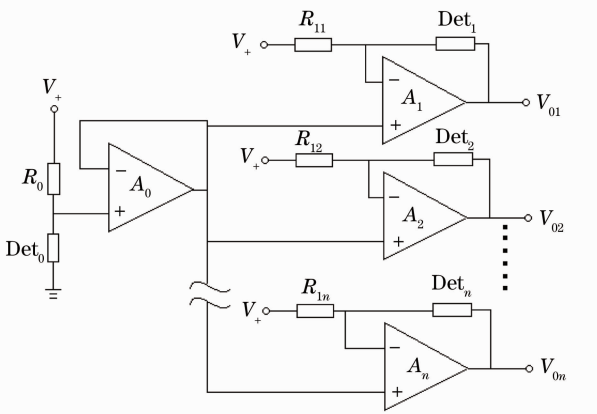 R11
Det1
V+
−
A1
+
V01
V+
R12
Det2
V+
R0
−
A0
+
−
A2
+
V02
Det0
R1n
Detn
V+
−
An
+
V0n